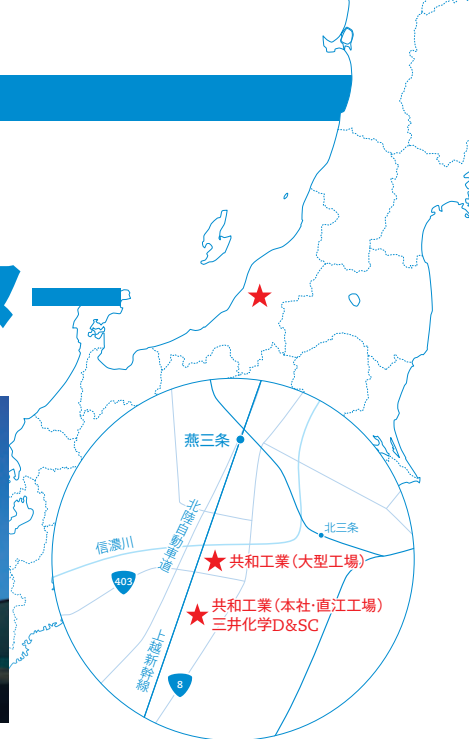 燕三条
北陸自動車道
北三条
信濃川
共和工業(大型工場)
403
共和工業(本社・直江工場)
三井化学D&SC
上越新幹線
8